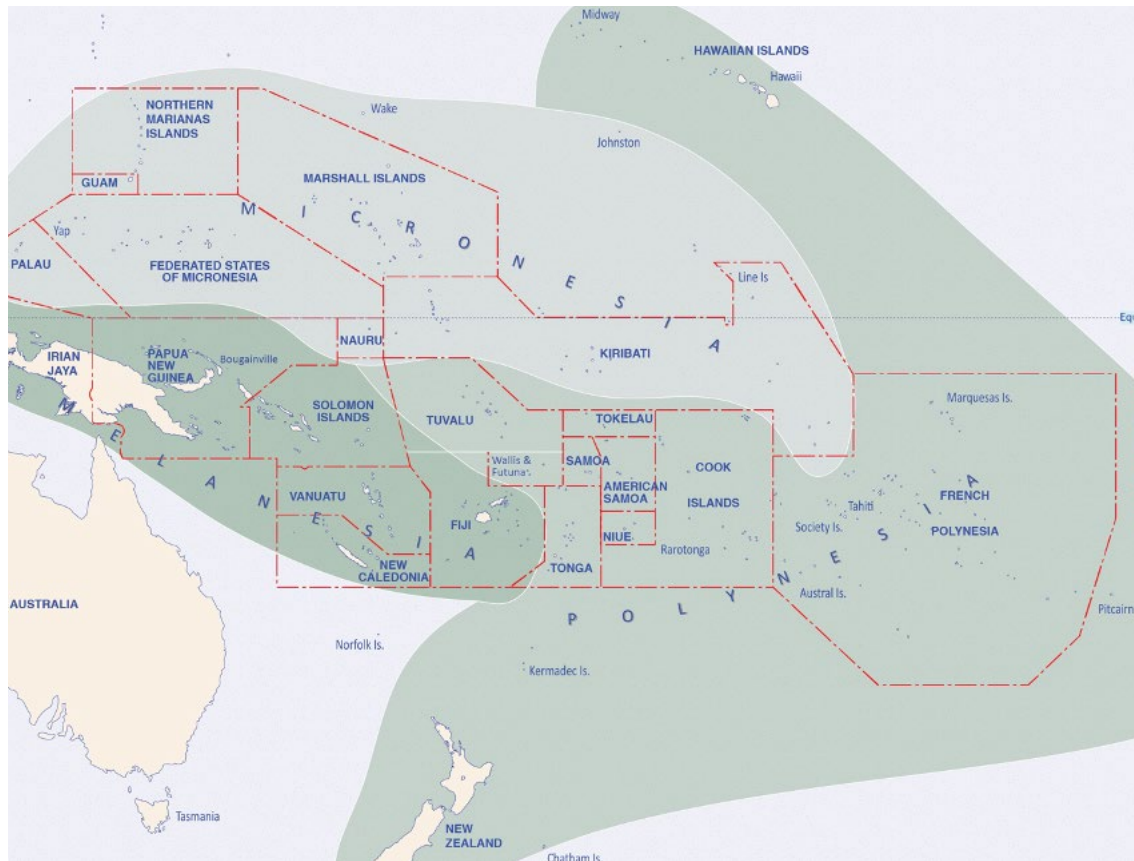 Midway
HAWAIIAN ISLANDS
Hawaii
NORTHERN
MARIANAS
ISLANDS
Wake
Johnston
GUAM
MARSHALL ISLANDS
MICRONESIA
Yap
PALAU
FEDERATED STATES
OF MICRONESIA
Line Is
Equ
NAURU
KIRIBATI
IRIAN
JAYA
PAPUA
NEW
GUINEA
Bougainville
SOLOMON
ISLANDS
TUVALU
TOKELAU
Marquesas Is.
MELANESIA
Wallis &
Futuna
SAMOA
COOK
ISLANDS
AMERICAN
SAMOA
VANUATU
FIJI
NIUE
Rarotonga
TONGA
NEW
CALEDONIA
Tahiti
Society Is.
FRENCH
POLYNESIA
Austral Is.
Pitcairn
POLYNESIA
AUSTRALIA
Norfolk Is.
Kermadec Is.
Tasmania
NEW
ZEALAND
Chatham Is.